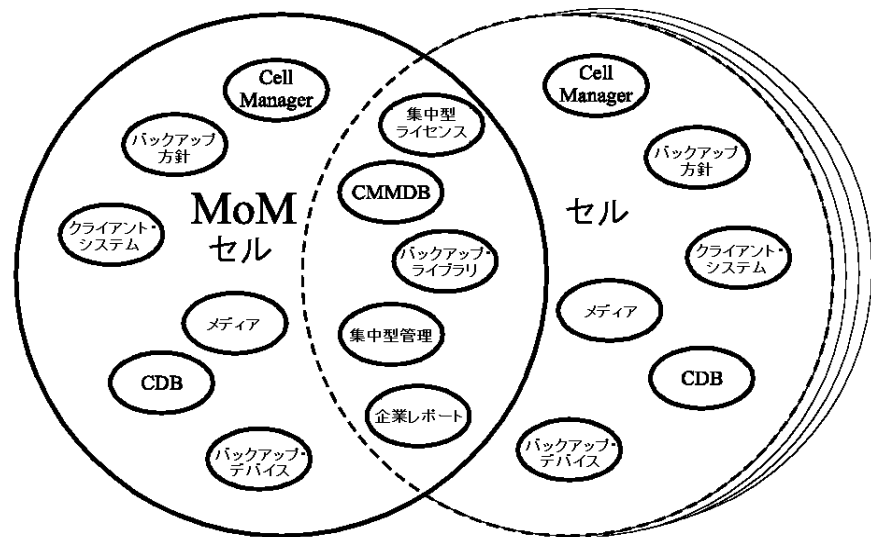 Cell
Manager
バックアップ
方針
MoM
セル
クライアント・
システム
メディア
CDB
バックアップ・
デバイス
集中型
ライセンス
CMMDB
バックアップ・
ライブラリ
集中型管理
企業レポート
Cell
Manager
バックアップ
方針
セル
クライアント・
システム
メディア
CDB
バックアップ・
デバイス